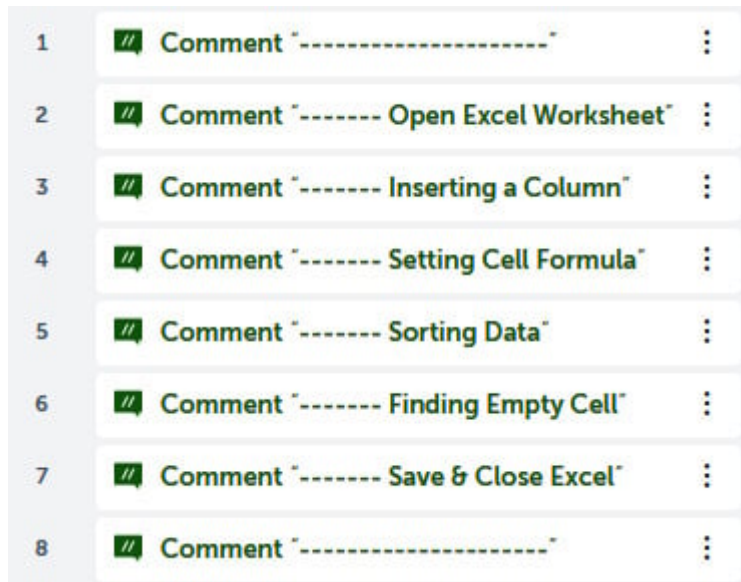 1 Comment "---------------------"
2 Comment "------- Open Excel Worksheet"
3 Comment "------- Inserting a Column"
4 Comment "------- Setting Cell Formula"
5 Comment "------- Sorting Data"
6 Comment "------- Finding Empty Cell"
7 Comment "------- Save & Close Excel"
8 Comment "---------------------"